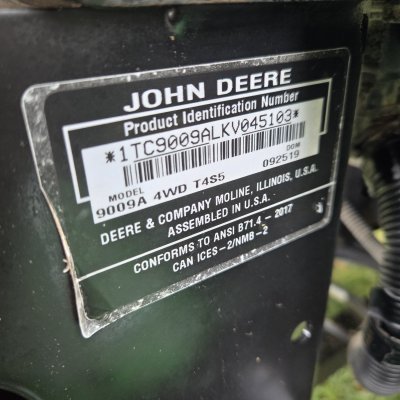 JOHN DEERE
Product Identification Number
*1TC9009ALKV045103*
MODEL DOM
9009A 4WD T4S5 092519
DEERE & COMPANY MOLINE, ILLINOIS, U.S.A.
ASSEMBLED IN U.S.A.
CONFORMS TO ANSI B71.4 - 2017
CAN ICES-2/NMB-2